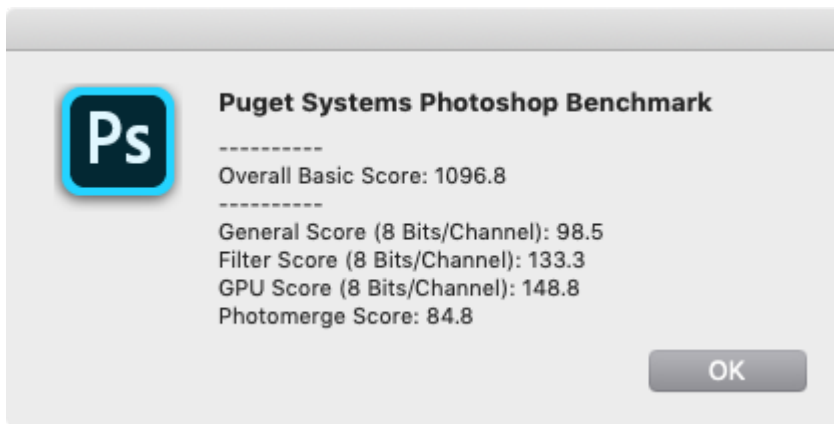 Ps
Puget Systems Photoshop Benchmark
----------
Overall Basic Score: 1096.8
----------
General Score (8 Bits/Channel): 98.5
Filter Score (8 Bits/Channel): 133.3
GPU Score (8 Bits/Channel): 148.8
Photomerge Score: 84.8
OK